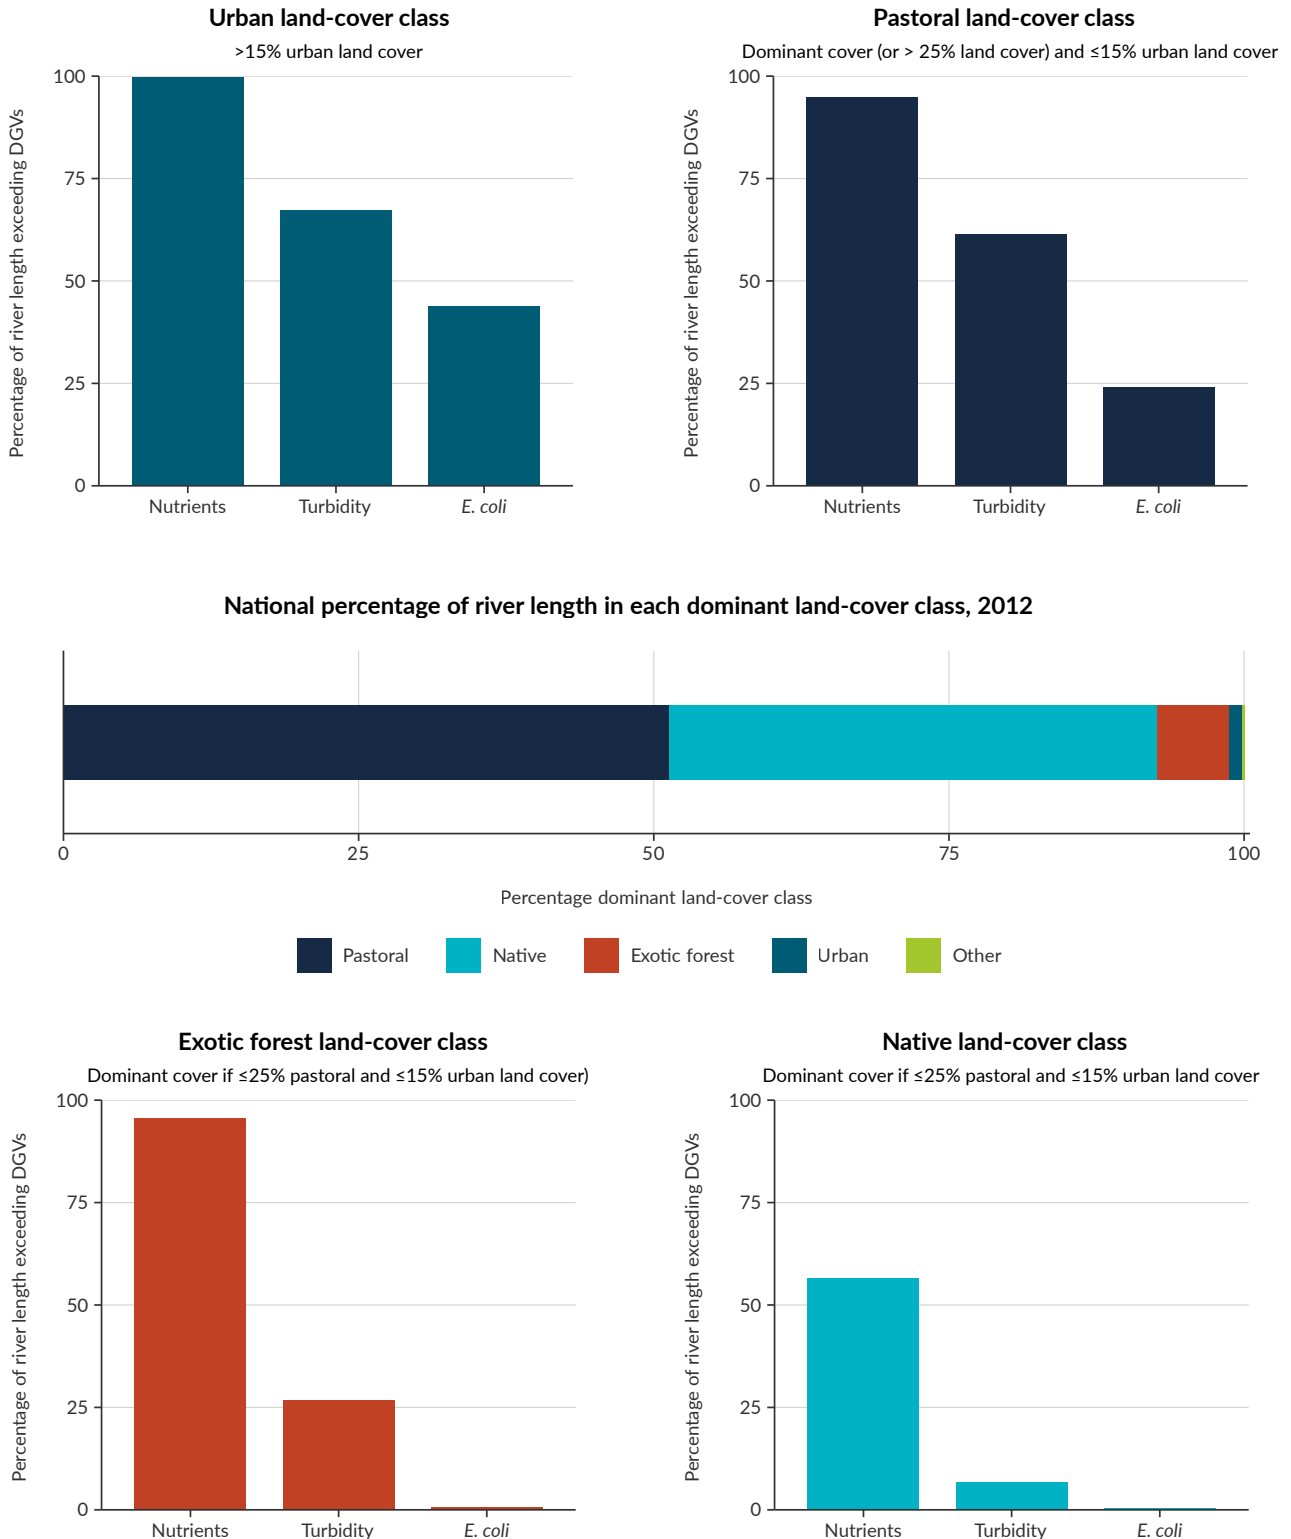 Urban land-cover class
>15% urban land cover
Percentage of river length exceeding DGVs
100
75
50
25
0
Nutrients
Turbidity
E. coli
Pastoral land-cover class
Dominant cover (or > 25% land cover) and ≤15% urban land cover
Percentage of river length exceeding DGVs
100
75
50
25
0
Nutrients
Turbidity
E. coli
National percentage of river length in each dominant land-cover class, 2012
0
25
50
75
100
Percentage dominant land-cover class
Pastoral
Native
Exotic forest
Urban
Other
Exotic forest land-cover class
Dominant cover if ≤25% pastoral and ≤15% urban land cover)
Percentage of river length exceeding DGVs
100
75
50
25
0
Nutrients
Turbidity
E. coli
Native land-cover class
Dominant cover if ≤25% pastoral and ≤15% urban land cover
Percentage of river length exceeding DGVs
100
75
50
25
0
Nutrients
Turbidity
E. coli